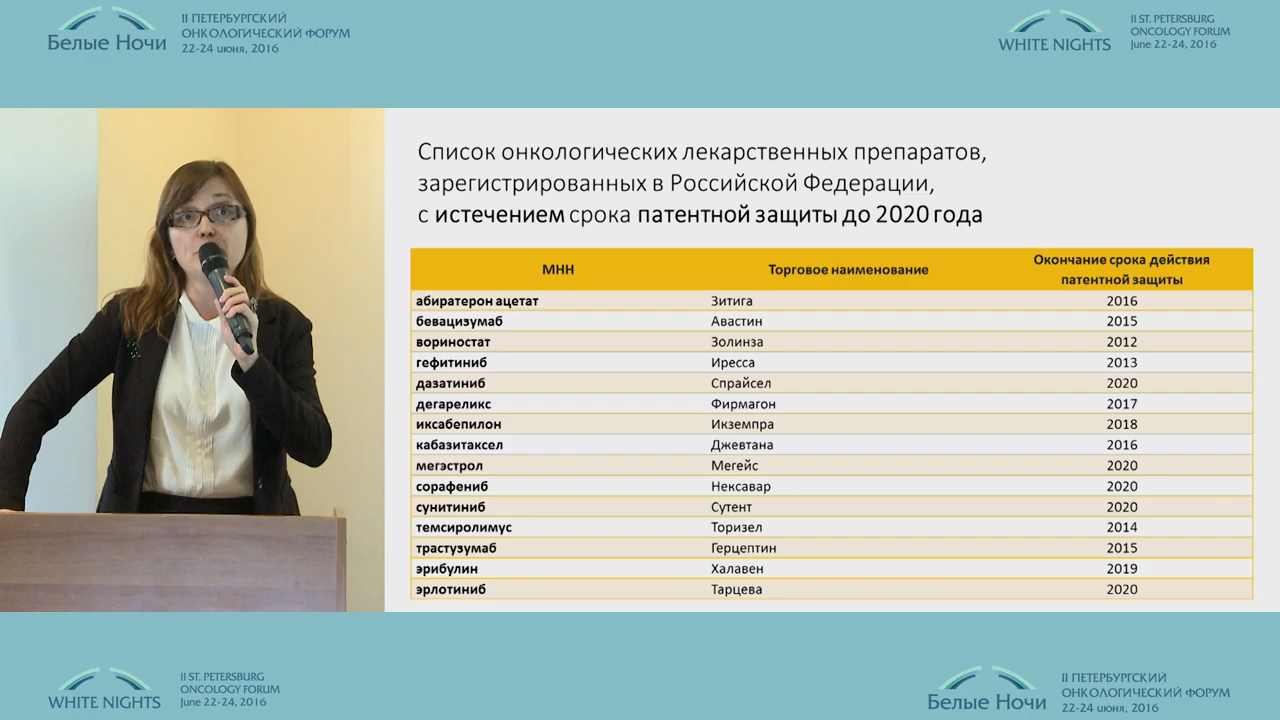 Белые Ночи
II ПЕТЕРБУРГСКИЙ
ОНКОЛОГИЧЕСКИЙ ФОРУМ
22-24 июня, 2016
WHITE NIGHTS
II ST. PETERSBURG
ONCOLOGY FORUM
June 22-24, 2016
Список онкологических лекарственных препаратов,
зарегистрированных в Российской Федерации,
с истечением срока патентной защиты до 2020 года
МНН Торговое наименование Окончание срока действия патентной защиты
абиратерон ацетат Зитига 2016
бевацизумаб Авастин 2015
вориностат Золинза 2012
гефитиниб Иресса 2013
дазатиниб Спрайсел 2020
дегареликс Фирмагон 2017
иксабепилон Икземпра 2018
кабазитаксел Джевтана 2016
мегэстрол Мегейс 2020
сорафениб Нексавар 2020
сунитиниб Сутент 2020
темсиролимус Торизел 2014
трастузумаб Герцептин 2015
эрибулин Халавен 2019
эрлотиниб Тарцева 2020
WHITE NIGHTS
II ST. PETERSBURG
ONCOLOGY FORUM
June 22-24, 2016
Белые Ночи
II ПЕТЕРБУРГСКИЙ
ОНКОЛОГИЧЕСКИЙ ФОРУМ
22-24 июня, 2016